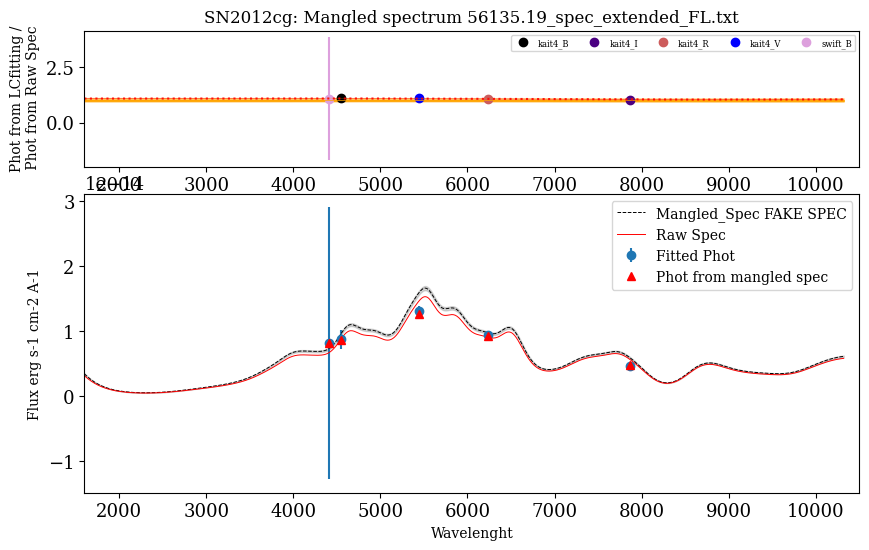 SN2012cg: Mangled spectrum 56135.19_spec_extended_FL.txt
Phot from LCfitting /
Phot from Raw Spec
2.5
0.0
kait4_B
kait4_I
kait4_R
kait4_V
swift_B
2000 3000 4000 5000 6000 7000 8000 9000 10000
1e−14
Flux erg s-1 cm-2 A-1
3
2
1
0
−1
Mangled_Spec FAKE SPEC
Raw Spec
Fitted Phot
Phot from mangled spec
2000 3000 4000 5000 6000 7000 8000 9000 10000
Wavelenght